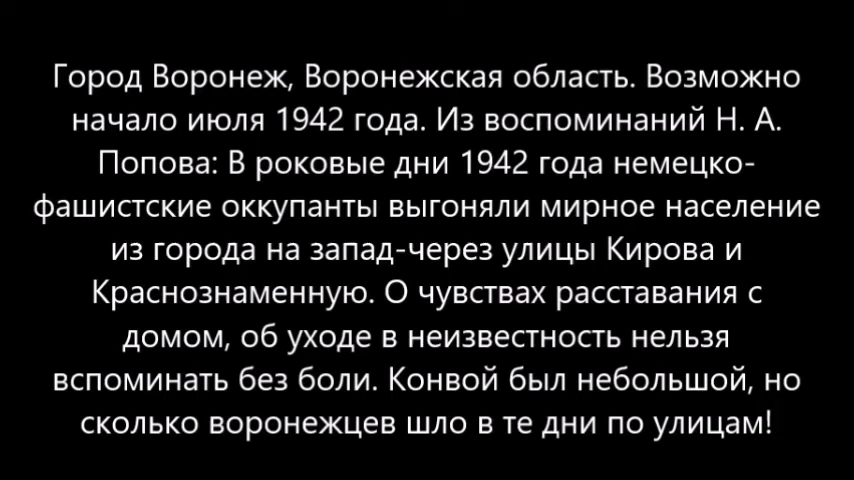 Город Воронеж, Воронежская область. Возможно
начало июля 1942 года. Из воспоминаний Н. А.
Попова: В роковые дни 1942 года немецко-
фашистские оккупанты выгоняли мирное население
из города на запад-через улицы Кирова и
Краснознаменную. О чувствах расставания с
домом, об уходе в неизвестность нельзя
вспоминать без боли. Конвой был небольшой, но
сколько воронежцев шло в те дни по улицам!